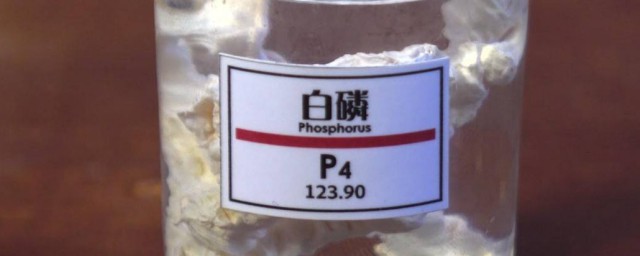 白磷
Phosphorus
P4
123.90